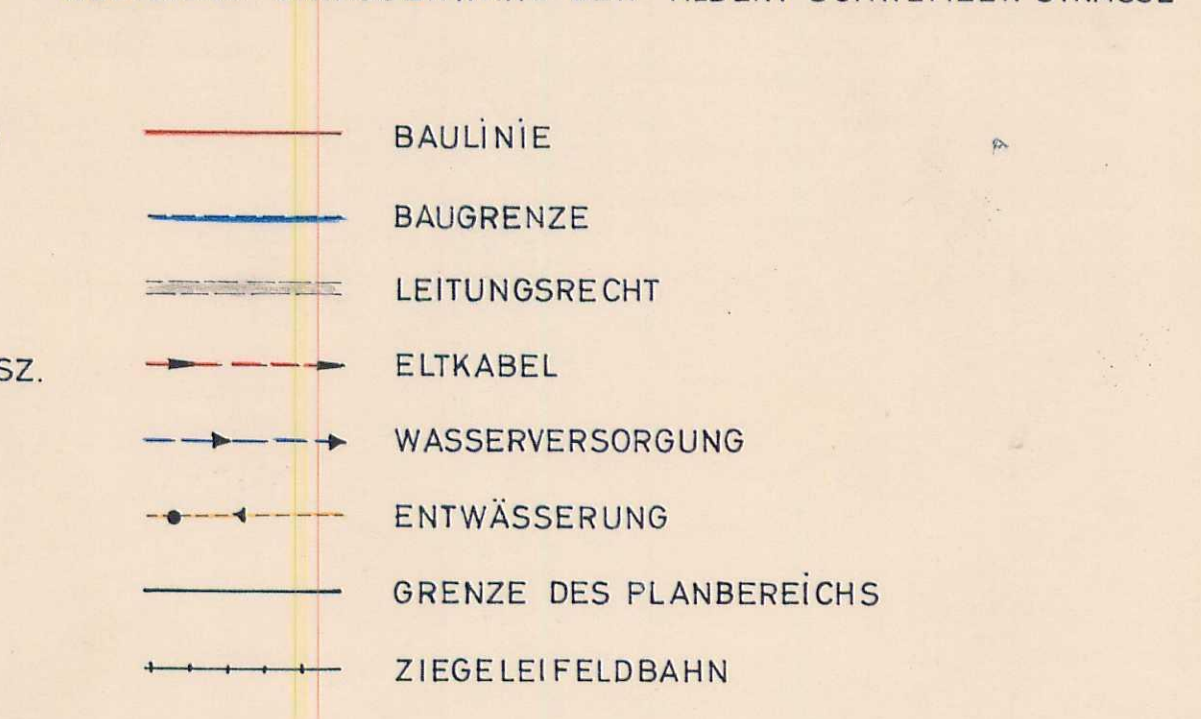 BAULiNiE
BAUGRENZE
LEITUNGSRECHT
SZ.
ELTKABEL
WASSERVERSORGUNG
ENTWÄSSERUNG
GRENZE DES PLANBEREiCHS
ZIEGELEIFELDBAHN